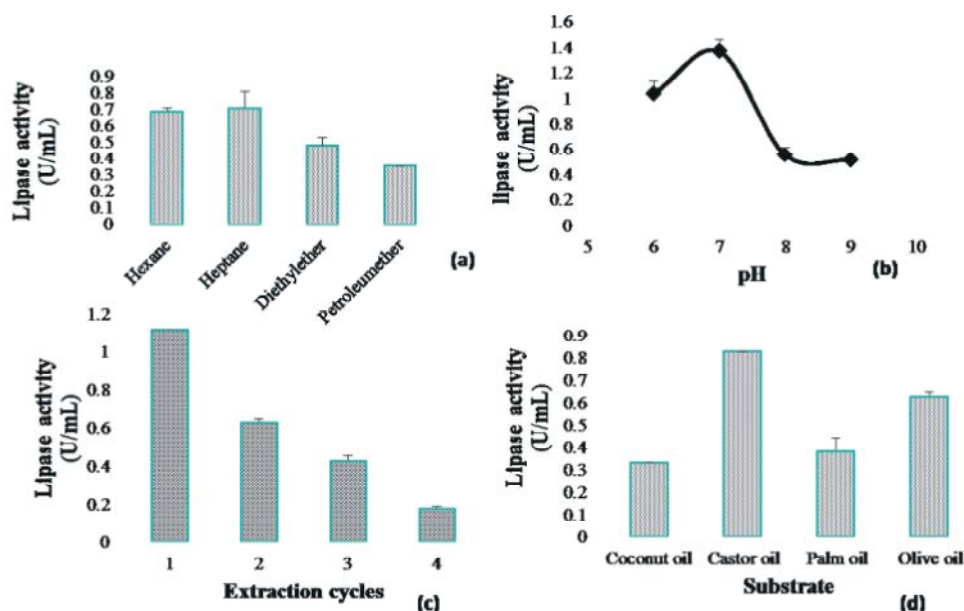 Lipase activity
(U/mL)
0.9
0.8
0.7
0.6
0.5
0.4
0.3
0.2
0.1
0
Hexane
Heptane
Diethylether
Petroleumether
(a)
lipase activity
(U/mL)
1.6
1.4
1.2
1
0.8
0.6
0.4
0.2
0
5 6 7 8 9 10
pH
(b)
Lipase activity
(U/mL)
1.2
1
0.8
0.6
0.4
0.2
0
1 2 3 4
Extraction cycles
(c)
Lipase activity
(U/mL)
0.9
0.8
0.7
0.6
0.5
0.4
0.3
0.2
0.1
0
Coconut oil Castor oil Palm oil Olive oil
Substrate
(d)